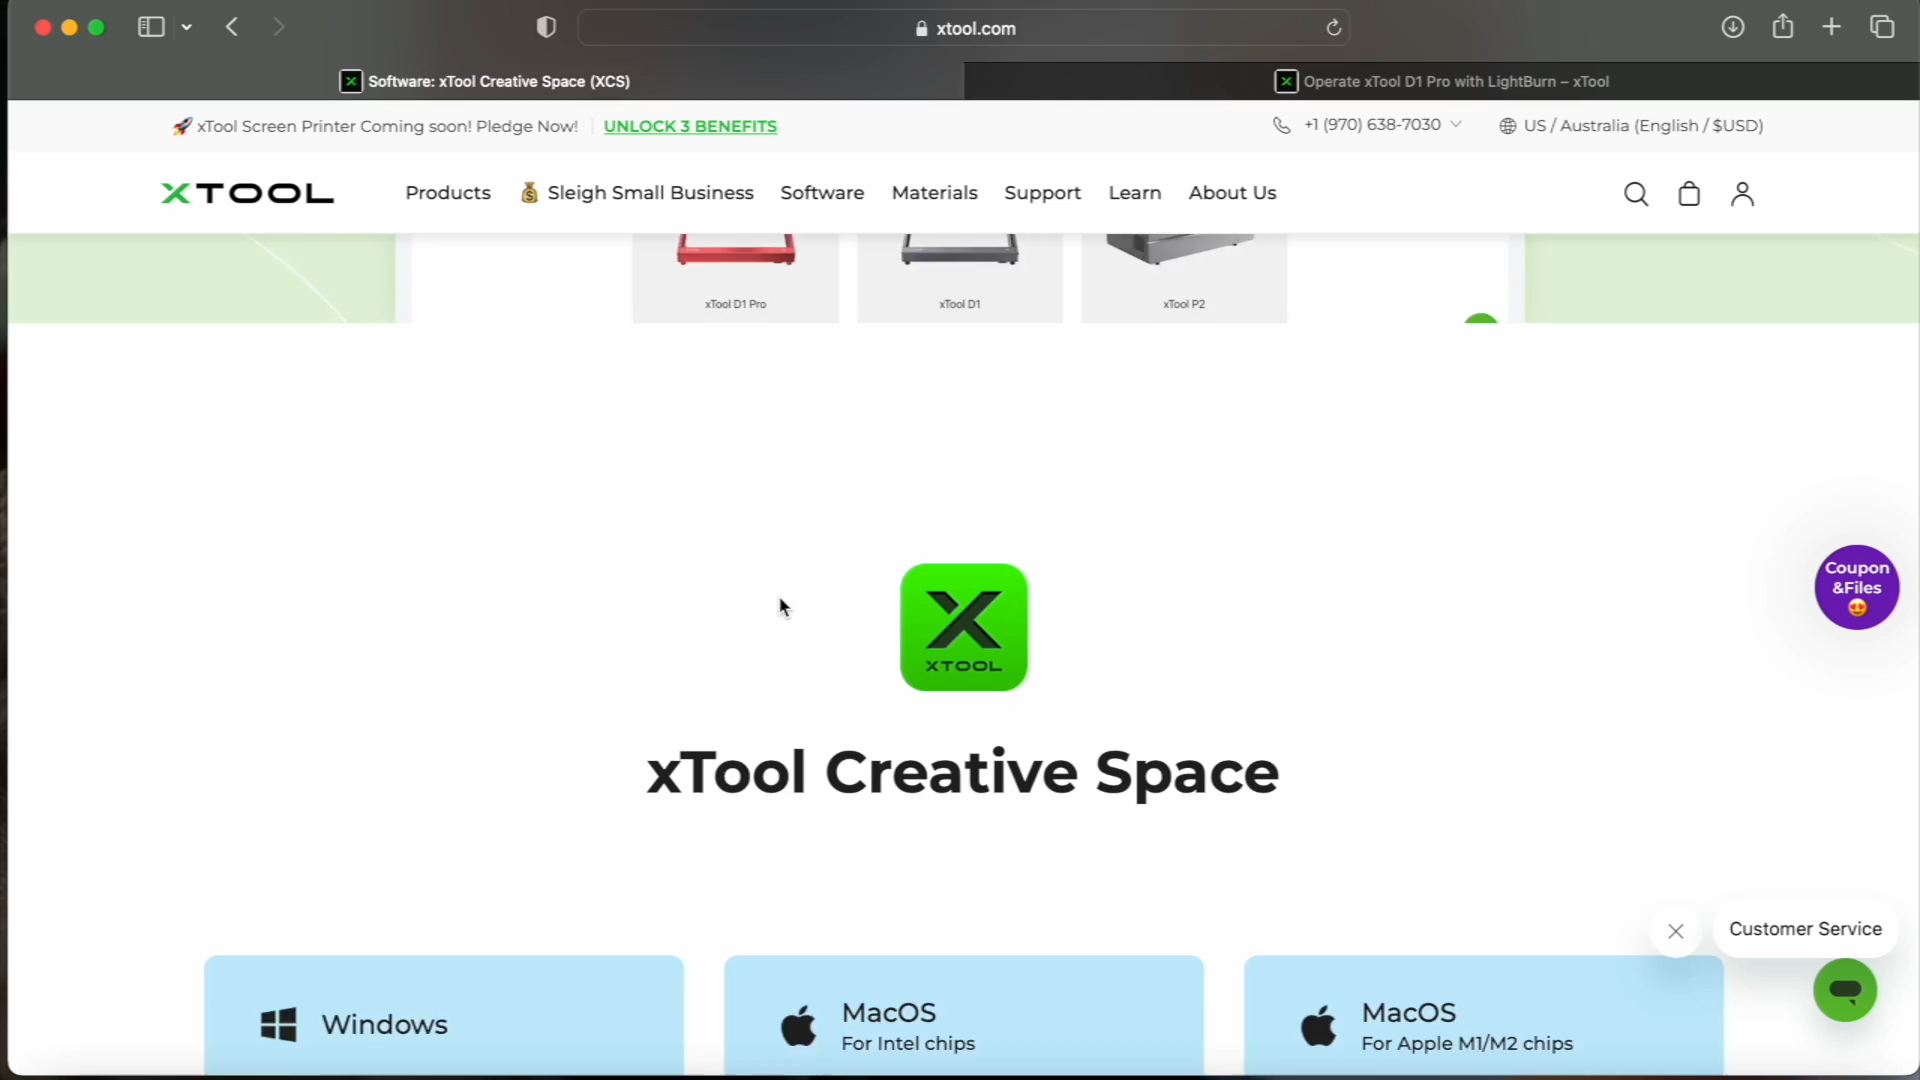 xtool.com
Software: xTool Creative Space (XCS)
Operate xTool D1 Pro with LightBurn – xTool
xTool Screen Printer Coming soon! Pledge Now!
UNLOCK 3 BENEFITS
+1 (970) 638-7030
US / Australia (English / $USD)
XTOOL
Products
Sleigh Small Business
Software
Materials
Support
Learn
About Us
xTool D1 Pro
xTool D1
xTool P2
Coupon
&Files
X
XTOOL
xTool Creative Space
Customer Service
Windows
MacOS
For Intel chips
MacOS
For Apple M1/M2 chips